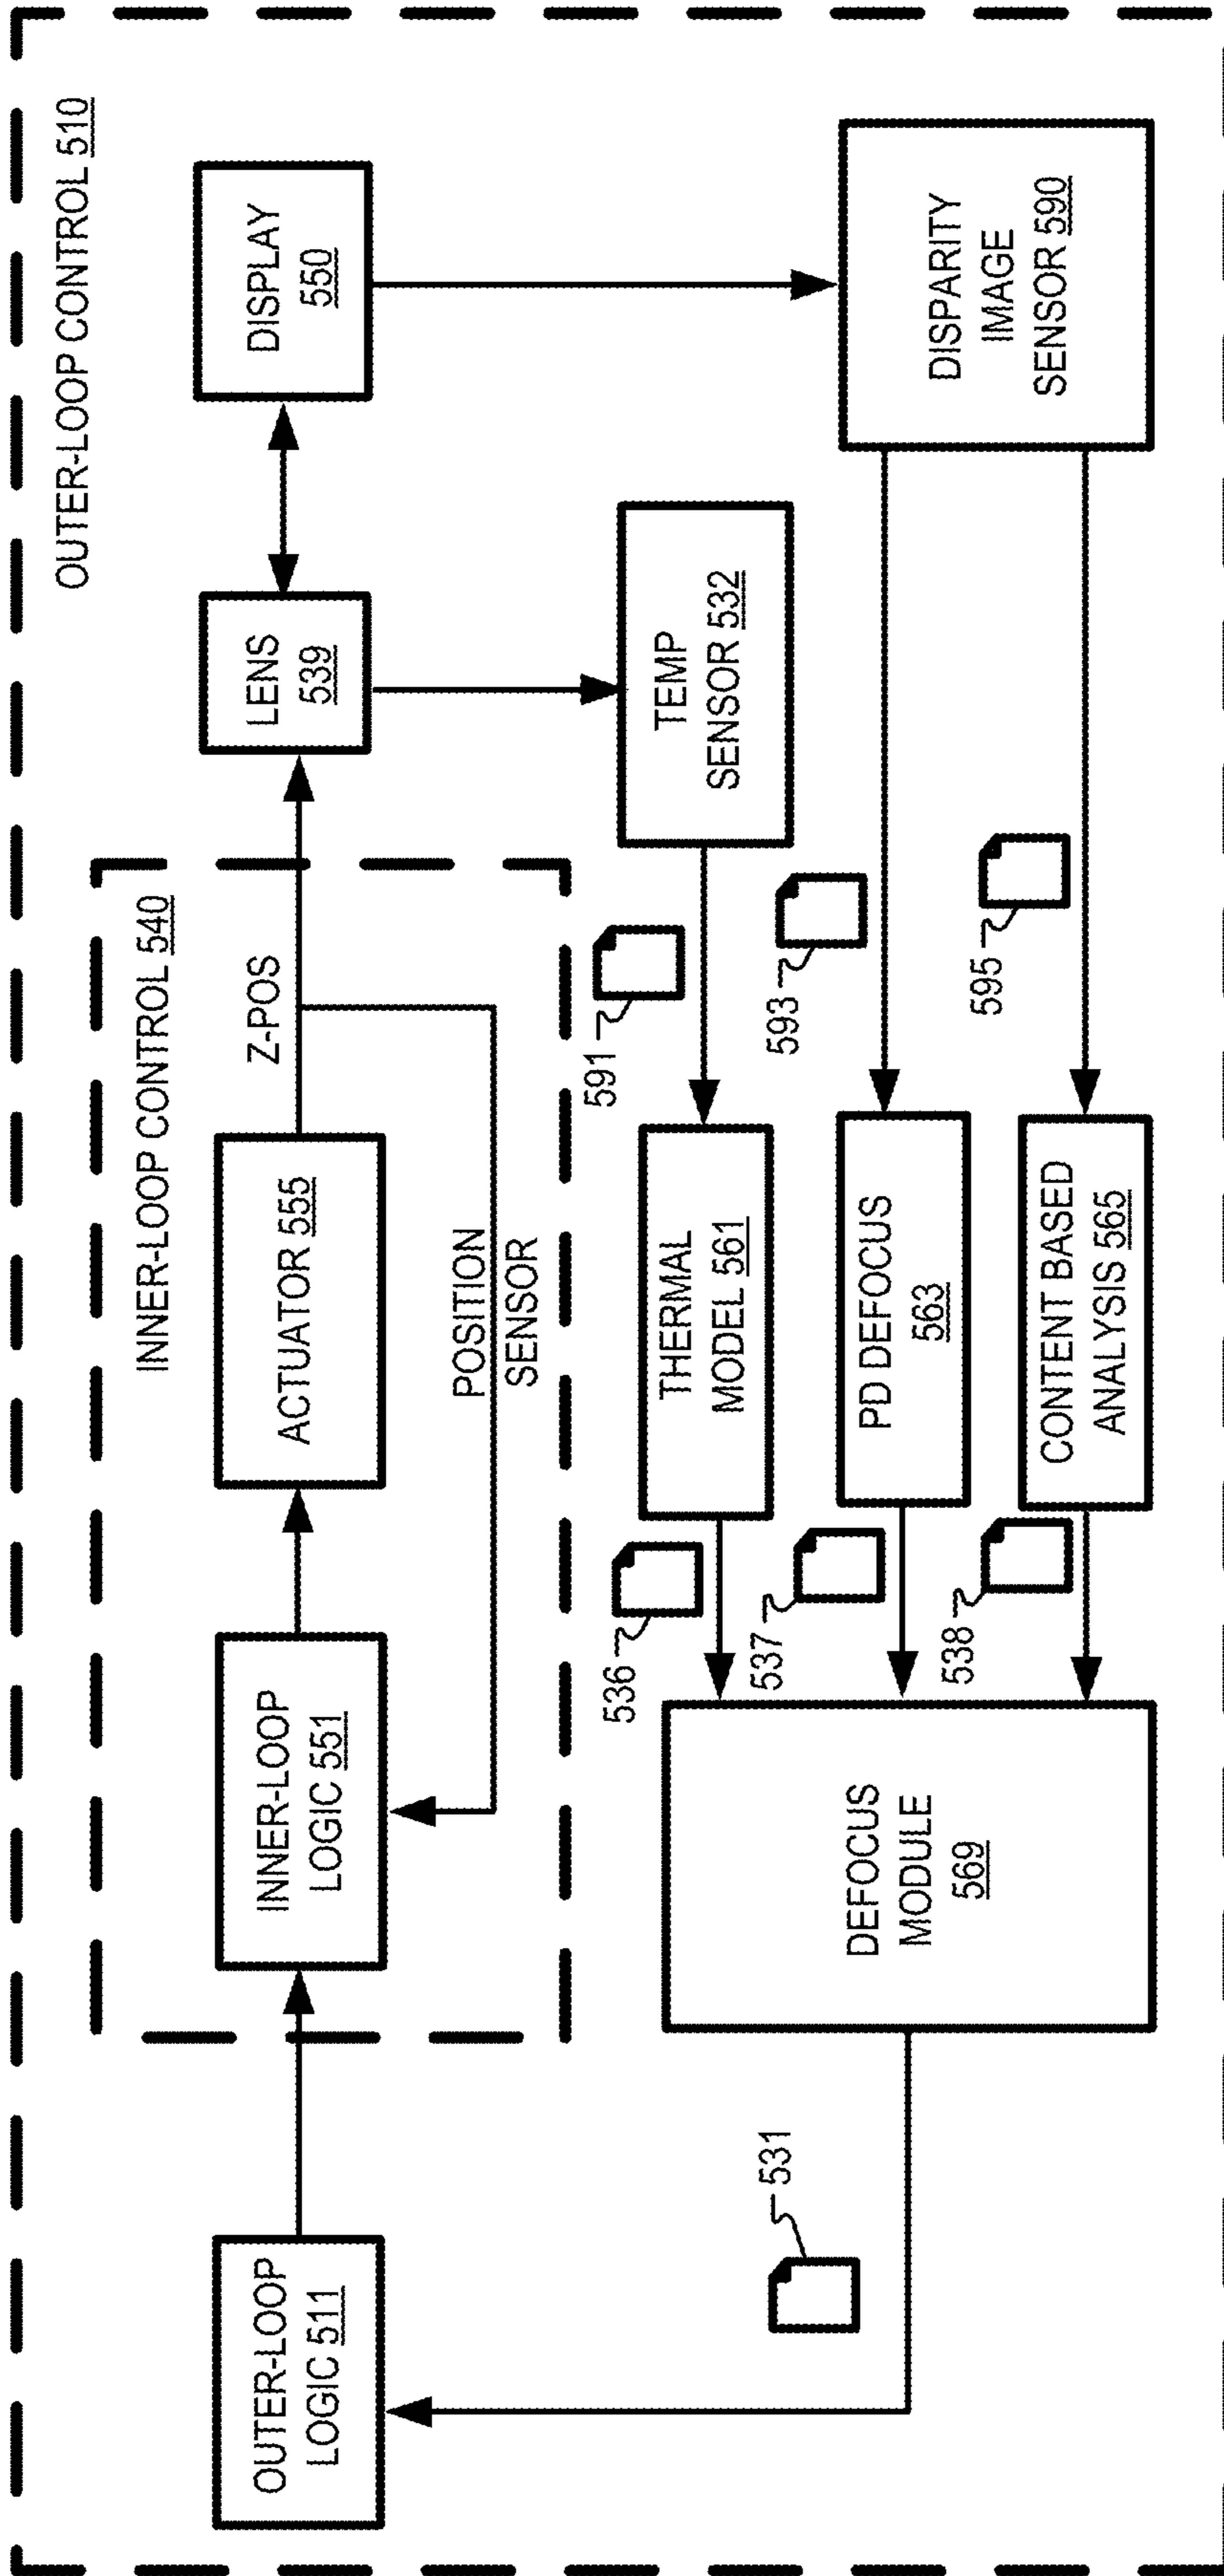 OUTER-LOOP CONTROL 510
INNER-LOOP CONTROL 540
OUTER-LOOP
LOGIC 511
INNER-LOOP
LOGIC 551
ACTUATOR 555
Z-POS
LENS
539
DISPLAY
550
POSITION
SENSOR
TEMP
SENSOR 532
591
THERMAL
MODEL 561
536
593
PD DEFOCUS
563
537
DISPARITY
IMAGE
SENSOR 590
595
CONTENT BASED
ANALYSIS 565
538
DEFOCUS
MODULE
569
531